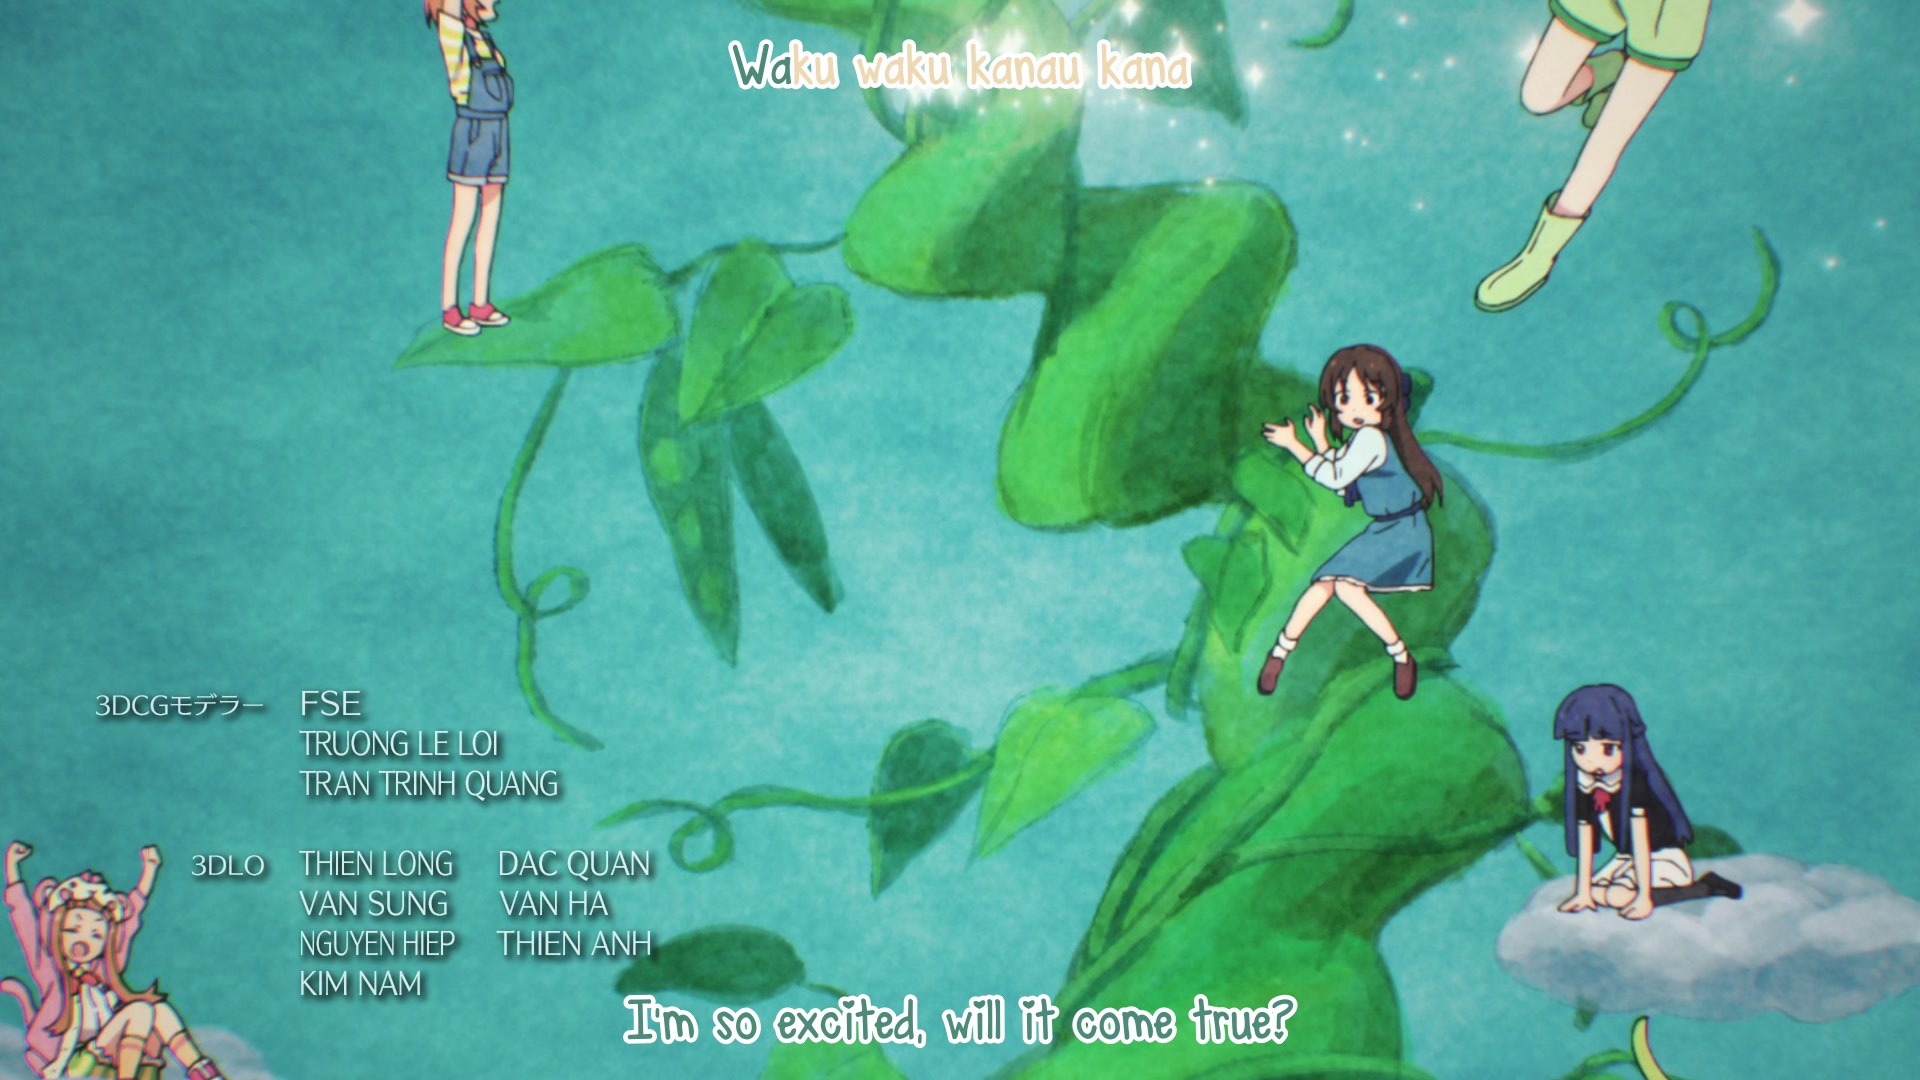 Waku waku kanau kana
3DCGモデラー FSE
TRUONG LE LOI
TRAN TRINH QUANG
3DLO THIEN LONG DAC QUAN
VAN SUNG VAN HA
NGUYEN HIEP THIEN ANH
KIM NAM
I'm so excited, will it come true?